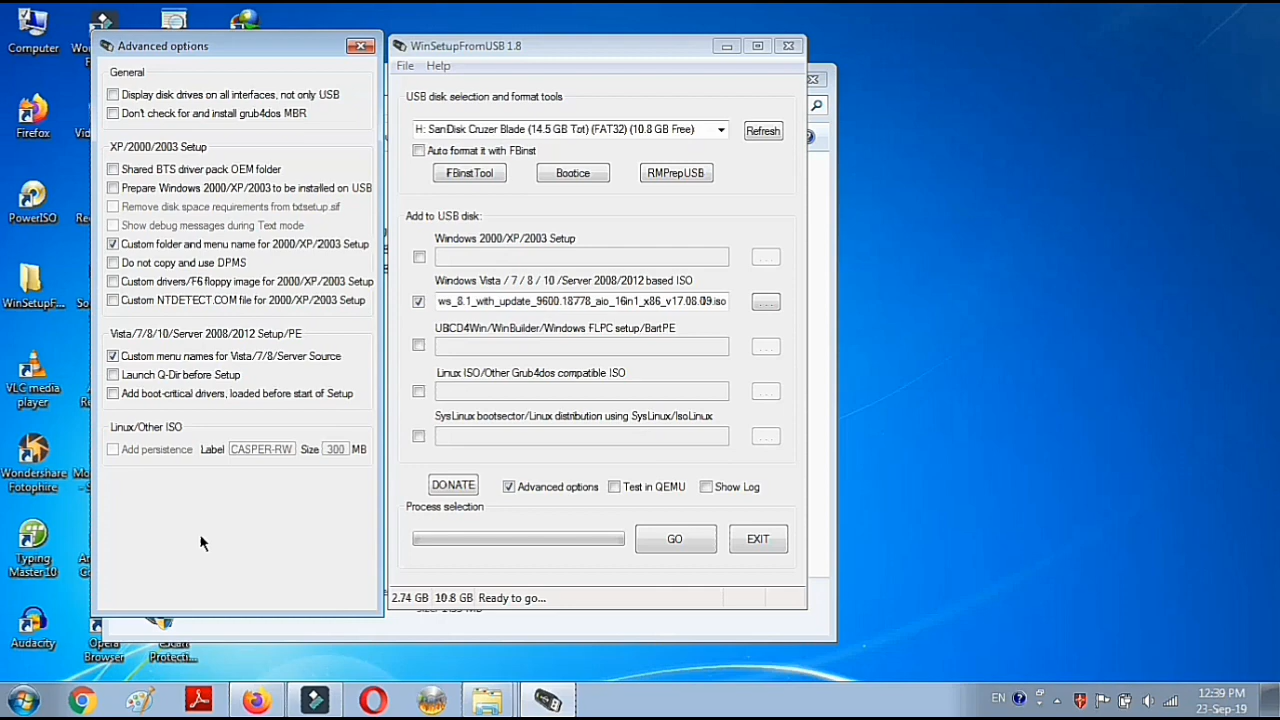 Computer
Firefox
PowerISO
WinSetupF...
VLC media
player
Wondershare
Fotophire
Typing
Master 10
Audacity
Opera
Browser
Protecti...
Advanced options
General
Display disk drives on all interfaces, not only USB
Don't check for and install grub4dos MBR
XP/2000/2003 Setup
Shared BTS driver pack OEM folder
Prepare Windows 2000/XP/2003 to be installed on USB
Remove disk space requirements from txtsetup.sif
Show debug messages during Text mode
Custom folder and menu name for 2000/XP/2003 Setup
Do not copy and use DPMS
Custom drivers/F6 floppy image for 2000/XP/2003 Setup
Custom NTDETECT.COM file for 2000/XP/2003 Setup
Vista/7/8/10/Server 2008/2012 Setup/PE
Custom menu names for Vista/7/8/Server Source
Launch Q-Dir before Setup
Add boot-critical drivers, loaded before start of Setup
Linux/Other ISO
Add persistence Label CASPER-RW Size 300 MB
WinSetupFromUSB 1.8
File Help
USB disk selection and format tools
H: SanDisk Cruzer Blade (14.5 GB Tot) (FAT32) (10.8 GB Free) Refresh
Auto format it with FBinst
FBinstTool Bootice RMPrepUSB
Add to USB disk:
Windows 2000/XP/2003 Setup
...
Windows Vista / 7 / 8 / 10 /Server 2008/2012 based ISO
ws_8.1_with_update_9600.18778_aio_16in1_x86_v17.08.09.iso ...
UBCD4Win/WinBuilder/Windows FLPC setup/BartPE
...
Linux ISO/Other Grub4dos compatible ISO
...
SysLinux bootsector/Linux distribution using SysLinux/IsoLinux
...
DONATE Advanced options Test in QEMU Show Log
Process selection
GO EXIT
2.74 GB 10.8 GB Ready to go...
EN
12:39 PM
23-Sep-19